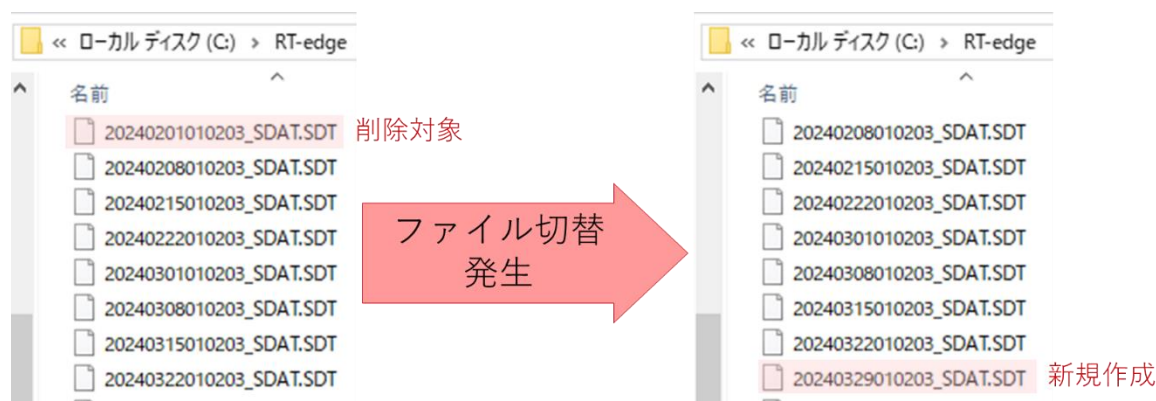 « ローカル ディスク (C:) › RT-edge
名前
20240201010203_SDAT.SDT 削除対象
20240208010203_SDAT.SDT
20240215010203_SDAT.SDT
20240222010203_SDAT.SDT
20240301010203_SDAT.SDT
20240308010203_SDAT.SDT
20240315010203_SDAT.SDT
20240322010203_SDAT.SDT
ファイル切替
発生
« ローカル ディスク (C:) › RT-edge
名前
20240208010203_SDAT.SDT
20240215010203_SDAT.SDT
20240222010203_SDAT.SDT
20240301010203_SDAT.SDT
20240308010203_SDAT.SDT
20240315010203_SDAT.SDT
20240322010203_SDAT.SDT
20240329010203_SDAT.SDT 新規作成